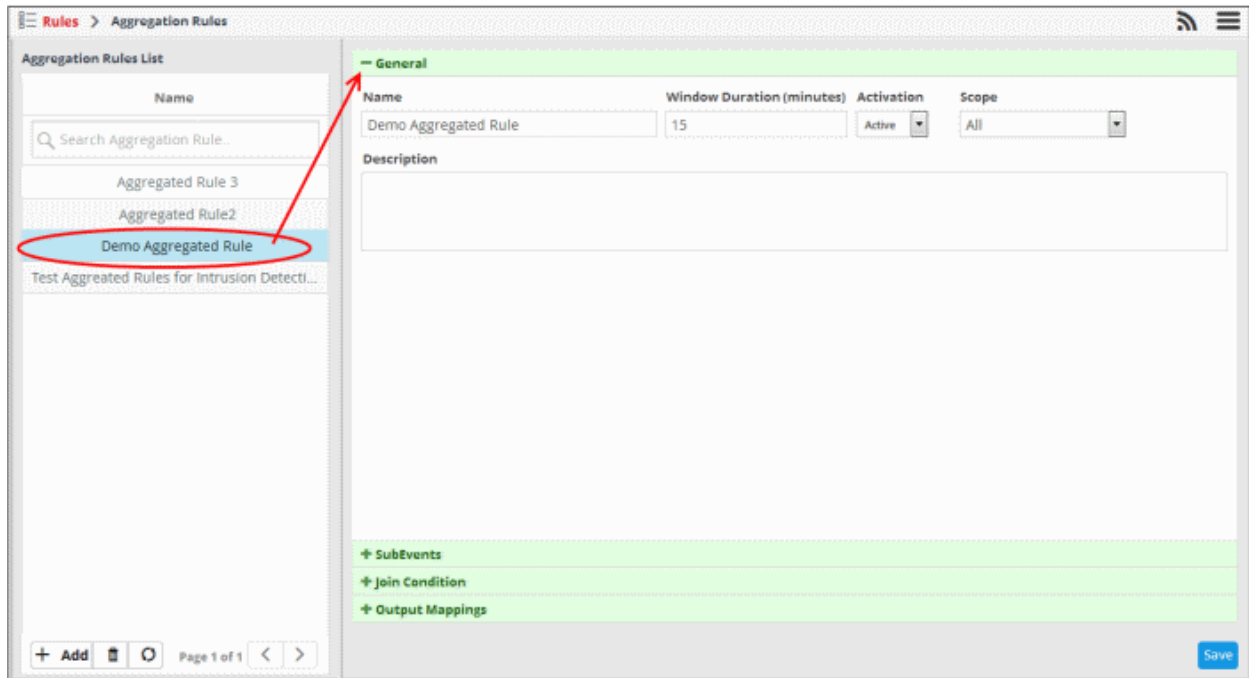 Rules > Aggregation Rules
Aggregation Rules List
Name
Search Aggregation Rule..
Aggregated Rule 3
Aggregated Rule2
Demo Aggregated Rule
Test Aggreated Rules for Intrusion Detecti...
+ Add
Page 1 of 1 < >
− General
Name Window Duration (minutes) Activation Scope
Demo Aggregated Rule 15 Active All
Description
+ SubEvents
+ Join Condition
+ Output Mappings
Save